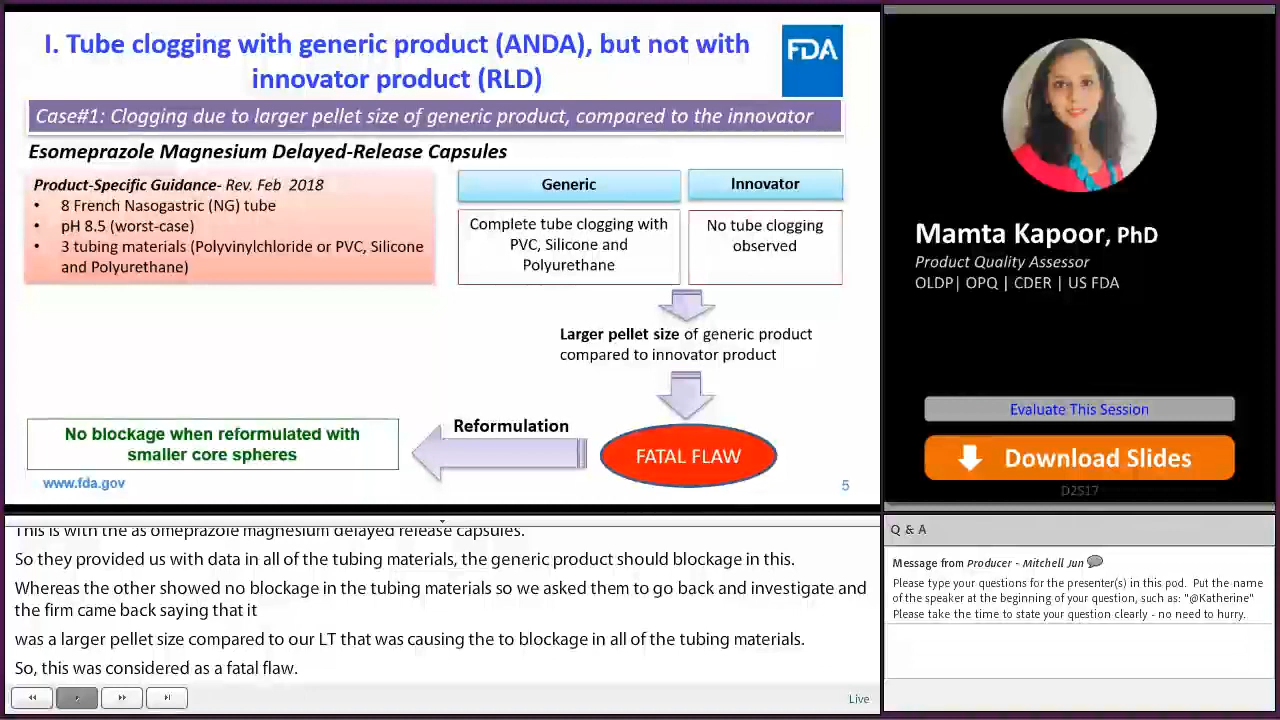 I. Tube clogging with generic product (ANDA), but not with
innovator product (RLD)
FDA
Case#1: Clogging due to larger pellet size of generic product, compared to the innovator
Esomeprazole Magnesium Delayed-Release Capsules
Product-Specific Guidance- Rev. Feb 2018
• 8 French Nasogastric (NG) tube
• pH 8.5 (worst-case)
• 3 tubing materials (Polyvinylchloride or PVC, Silicone
and Polyurethane)
Generic
Innovator
Complete tube clogging with
PVC, Silicone and
Polyurethane
No tube clogging
observed
Larger pellet size of generic product
compared to innovator product
FATAL FLAW
Reformulation
No blockage when reformulated with
smaller core spheres
www.fda.gov
5
Mamta Kapoor, PhD
Product Quality Assessor
OLDP| OPQ | CDER | US FDA
Evaluate This Session
Download Slides
D2S17
This is with the as omeprazole magnesium delayed release capsules.
So they provided us with data in all of the tubing materials, the generic product should blockage in this.
Whereas the other showed no blockage in the tubing materials so we asked them to go back and investigate and
the firm came back saying that it
was a larger pellet size compared to our LT that was causing the to blockage in all of the tubing materials.
So, this was considered as a fatal flaw.
Live
Q & A
Message from Producer - Mitchell Jun
Please type your questions for the presenter(s) in this pod. Put the name
of the speaker at the beginning of your question, such as: "@Katherine"
Please take the time to state your question clearly - no need to hurry.